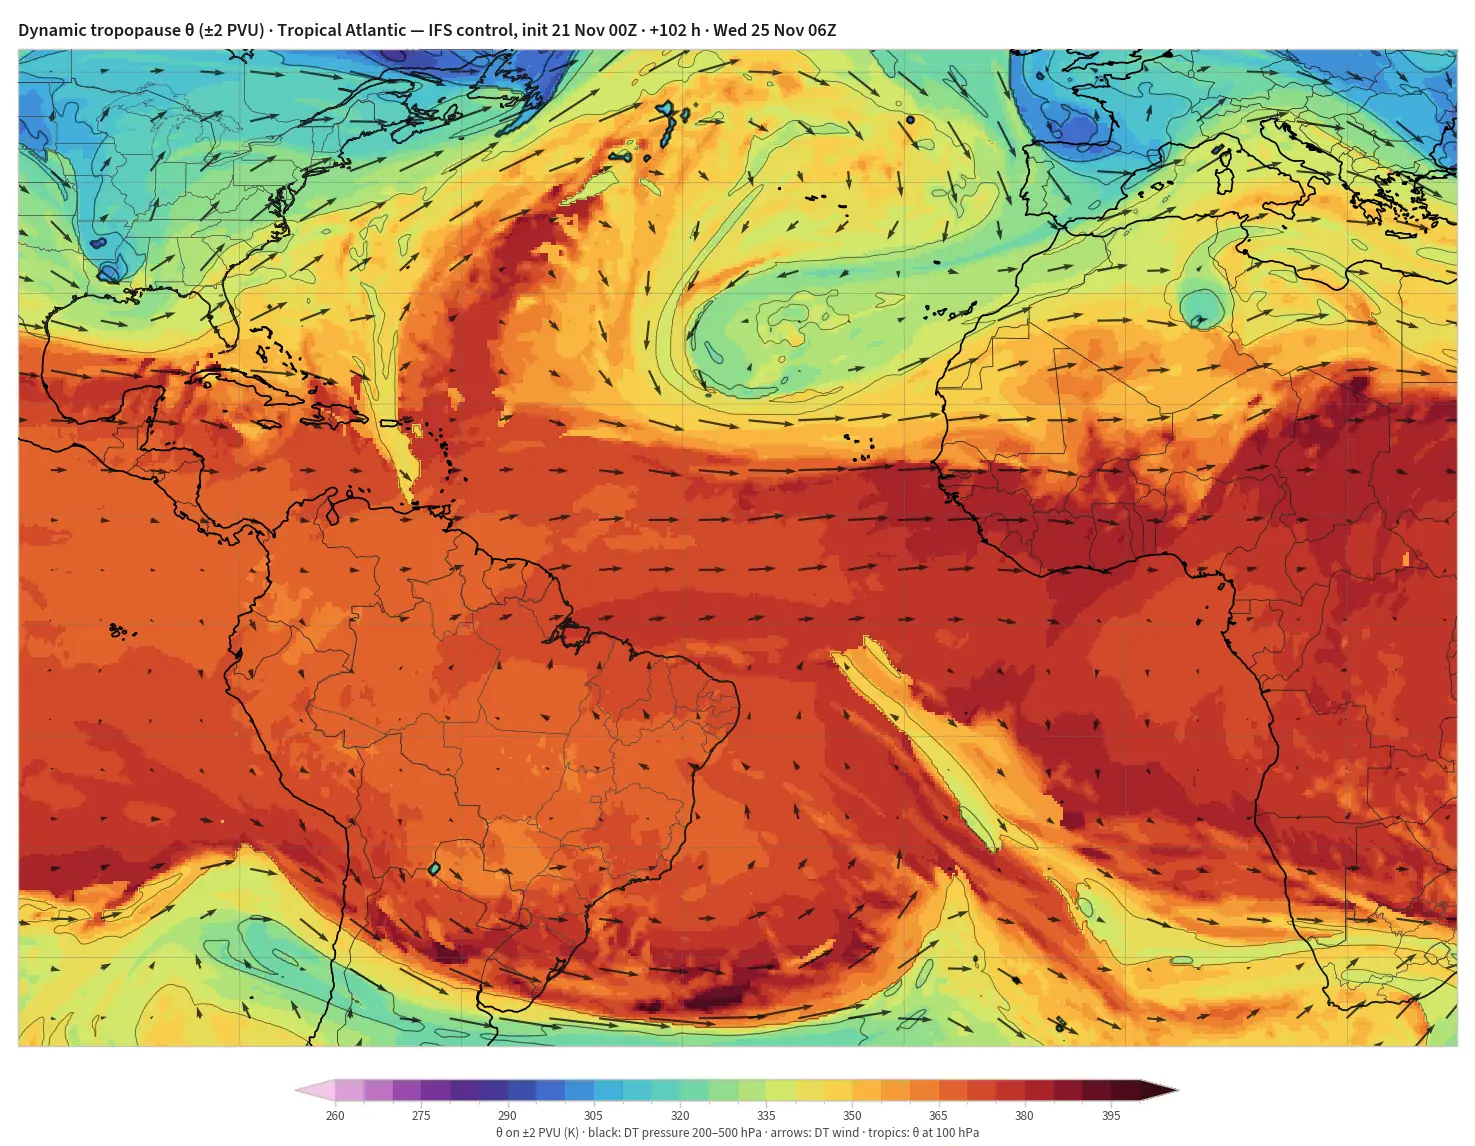 Dynamic tropopause θ (±2 PVU) · Tropical Atlantic — IFS control, init 21 Nov 00Z · +102 h · Wed 25 Nov 06Z
260 275 290 305 320 335 350 365 380 395
θ on ±2 PVU (K) · black: DT pressure 200–500 hPa · arrows: DT wind · tropics: θ at 100 hPa